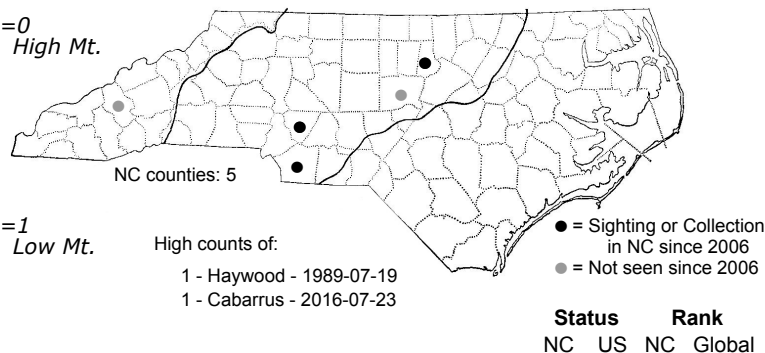 =0
High Mt.
NC counties: 5
=1
Low Mt.
High counts of:
1 - Haywood - 1989-07-19
1 - Cabarrus - 2016-07-23
● = Sighting or Collection
in NC since 2006
● = Not seen since 2006
Status Rank
NC US NC Global